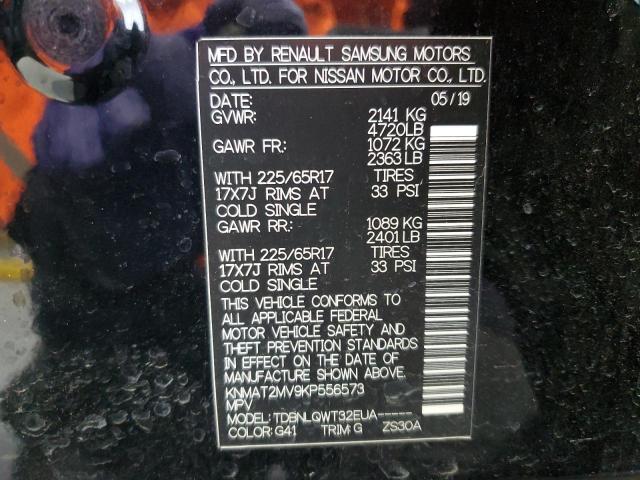 MFD BY RENAULT SAMSUNG MOTORS
CO., LTD. FOR NISSAN MOTOR CO., LTD.
DATE: 05/19
GVWR: 2141 KG
4720LB
GAWR FR: 1072 KG
2363 LB
WITH 225/65R17 TIRES
17X7J RIMS AT 33 PSI
COLD SINGLE
GAWR RR: 1089 KG
2401 LB
WITH 225/65R17 TIRES
17X7J RIMS AT 33 PSI
COLD SINGLE
THIS VEHICLE CONFORMS TO
ALL APPLICABLE FEDERAL
MOTOR VEHICLE SAFETY AND
THEFT PREVENTION STANDARDS
IN EFFECT ON THE DATE OF
MANUFACTURE SHOWN ABOVE.
KNMAT2MV9KP556573
MPV
MODEL: TDBNLQWT32EUA-----
COLOR: G41 TRIM: G ZS30A